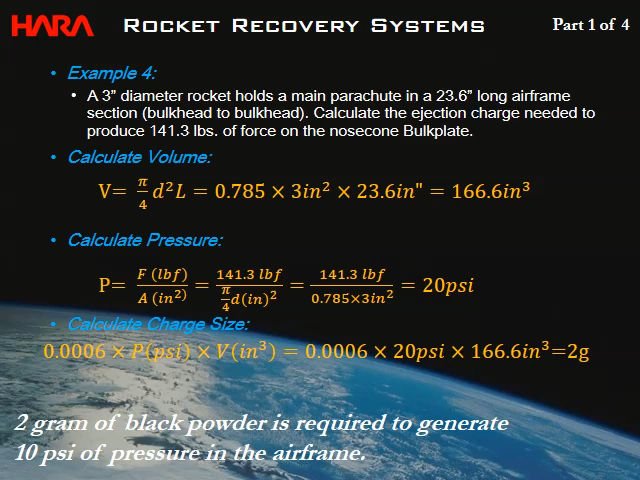 HARA
Rocket Recovery Systems
Part 1 of 4
• Example 4:
• A 3” diameter rocket holds a main parachute in a 23.6” long airframe
section (bulkhead to bulkhead). Calculate the ejection charge needed to
produce 141.3 lbs. of force on the nosecone Bulkplate.
• Calculate Volume:
V= π/4 d²L = 0.785 × 3in² × 23.6in" = 166.6in³
• Calculate Pressure:
P= F (lbf)/A (in²) = 141.3 lbf/(π/4 d(in)²) = 141.3 lbf/(0.785×3in²) = 20psi
• Calculate Charge Size:
0.0006 × P(psi) × V(in³) = 0.0006 × 20psi × 166.6in³=2g
2 gram of black powder is required to generate
10 psi of pressure in the airframe.